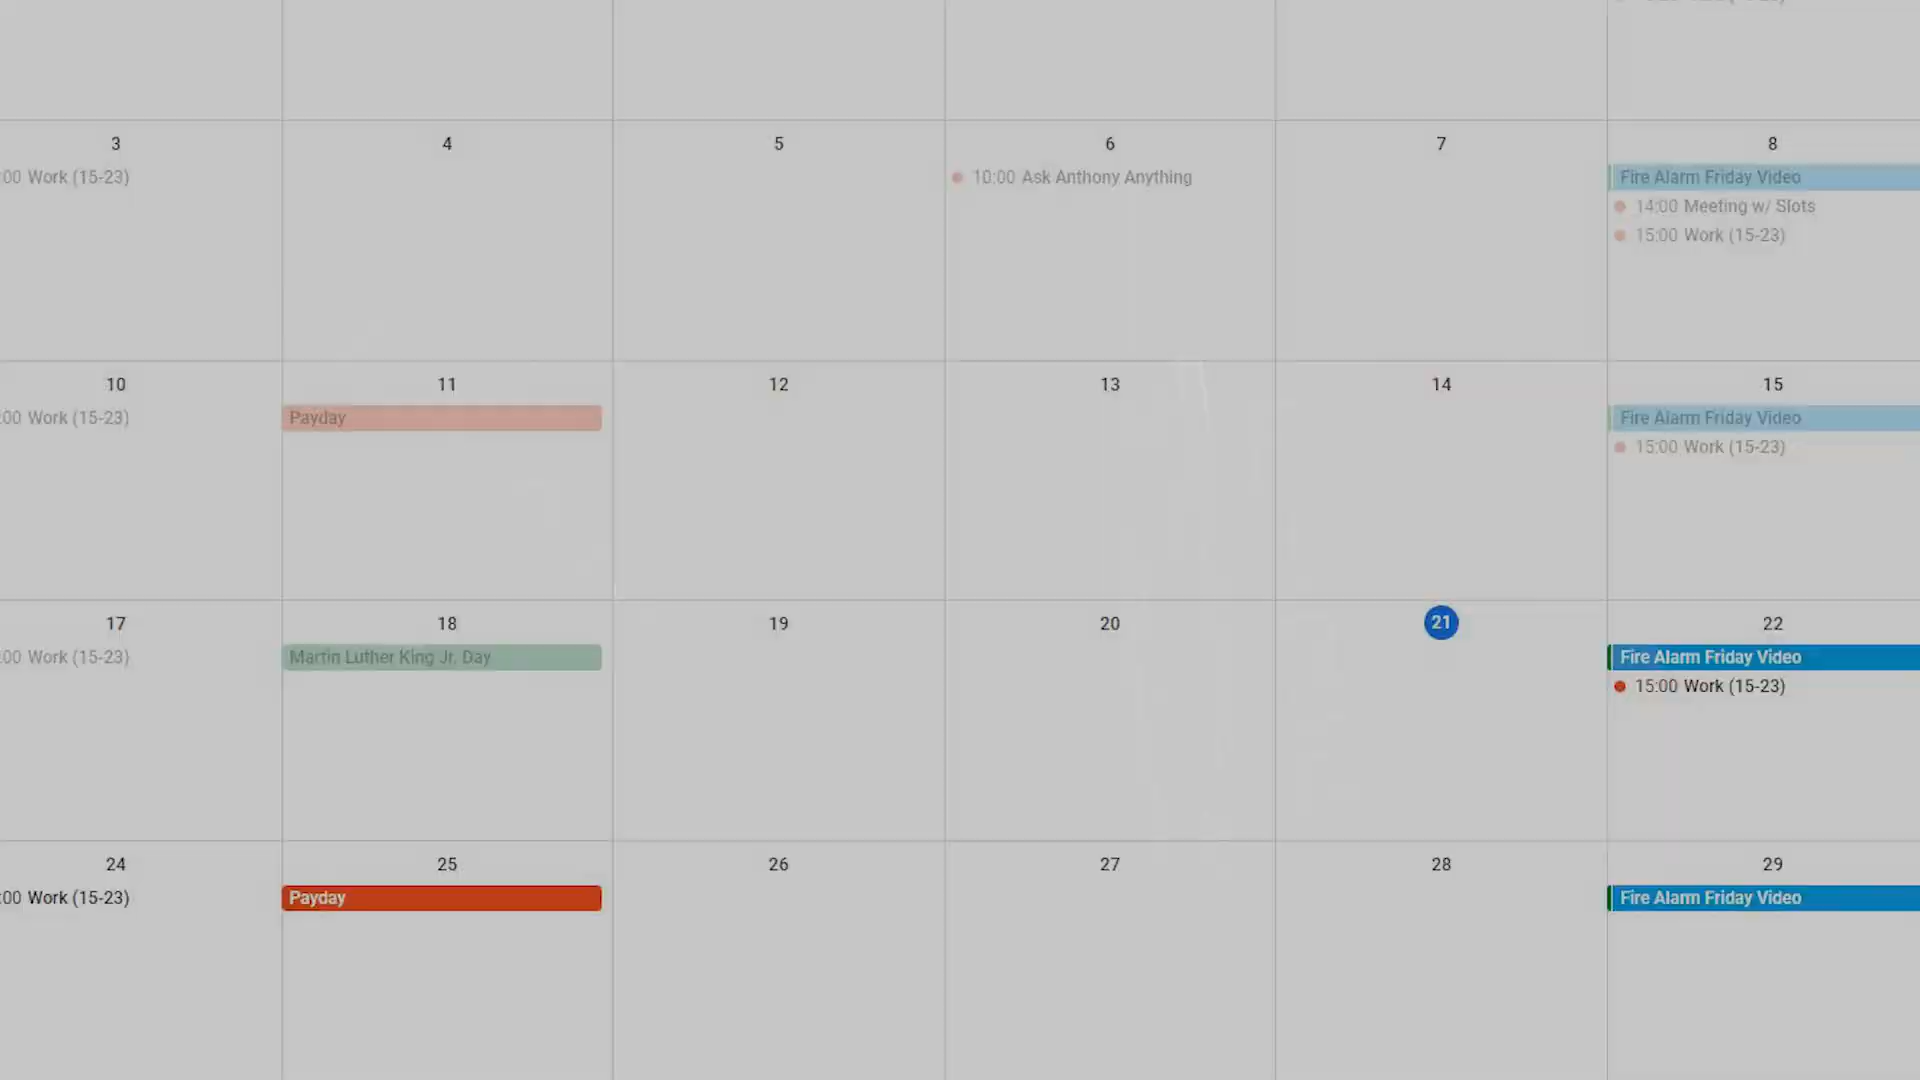 3 4 5 6 7 8
:00 Work (15-23)
10:00 Ask Anthony Anything
Fire Alarm Friday Video
14:00 Meeting w/ Slots
15:00 Work (15-23)
10 11 12 13 14 15
:00 Work (15-23)
Payday
Fire Alarm Friday Video
15:00 Work (15-23)
17 18 19 20 21 22
:00 Work (15-23)
Martin Luther King Jr. Day
Fire Alarm Friday Video
15:00 Work (15-23)
24 25 26 27 28 29
:00 Work (15-23)
Payday
Fire Alarm Friday Video